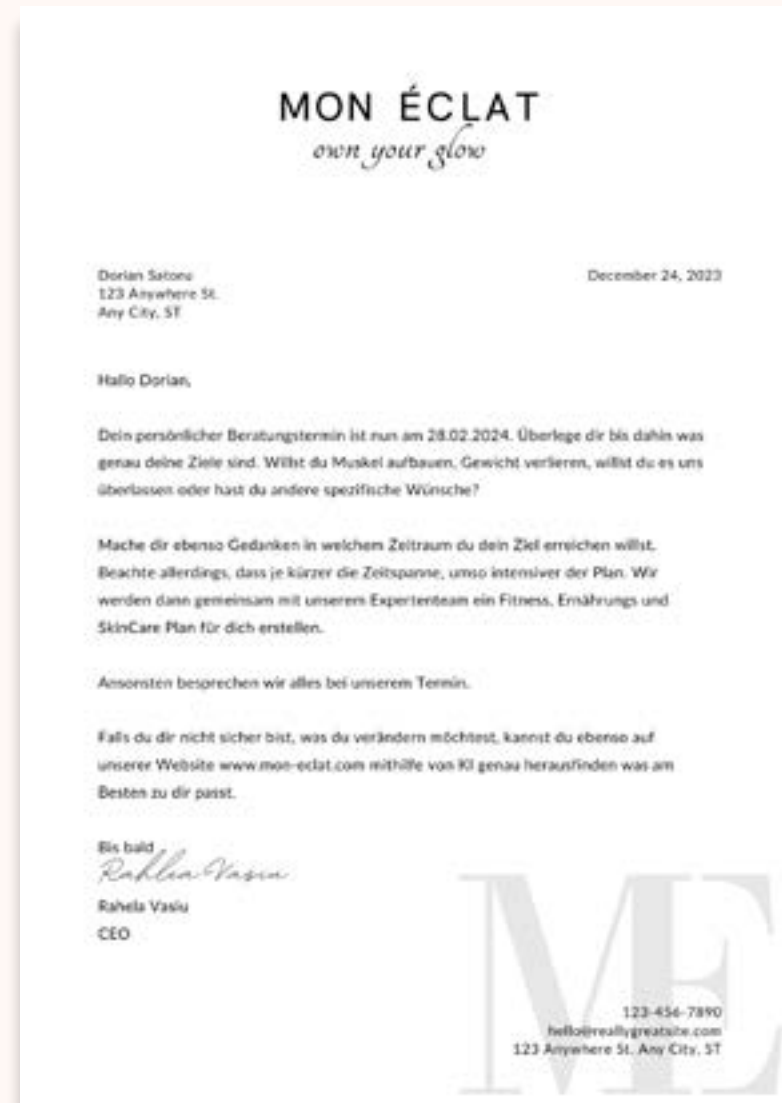 MON ÉCLAT
own your glow
Dorian Satoru
December 24, 2023
123 Anywhere St.
Any City, ST
Hallo Dorian,
Dein persönlicher Beratungstermin ist nun am 28.02.2024. Überlege dir bis dahin was
genau deine Ziele sind. Willst du Muskel aufbauen, Gewicht verlieren, willst du es uns
überlassen oder hast du andere spezifische Wünsche?
Mache dir ebenso Gedanken in welchem Zeitraum du dein Ziel erreichen willst.
Beachte allerdings, dass je kürzer die Zeitspanne, umso intensiver der Plan. Wir
werden dann gemeinsam mit unserem Expertenteam ein Fitness, Ernährungs und
SkinCare Plan für dich erstellen.
Ansonsten besprechen wir alles bei unserem Termin.
Falls du dir nicht sicher bist, was du verändern möchtest, kannst du ebenso auf
unserer Website www.mon-eclat.com mithilfe von KI genau herausfinden was am
Besten zu dir passt.
Bis bald
Rahlea Vasiu
Rahela Vasiu
CEO
ME
123-456-7890
hello@reallygreatsite.com
123 Anywhere St. Any City, ST